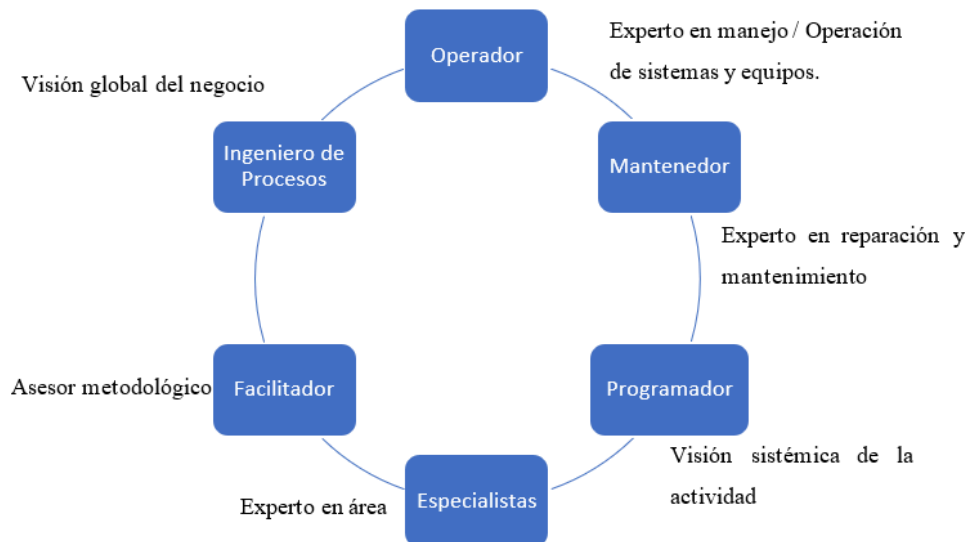 Operador
Experto en manejo / Operación
de sistemas y equipos.
Visión global del negocio
Ingeniero de
Procesos
Mantenedor
Experto en reparación y
mantenimiento
Asesor metodológico
Facilitador
Programador
Visión sistémica de la
actividad
Experto en área
Especialistas